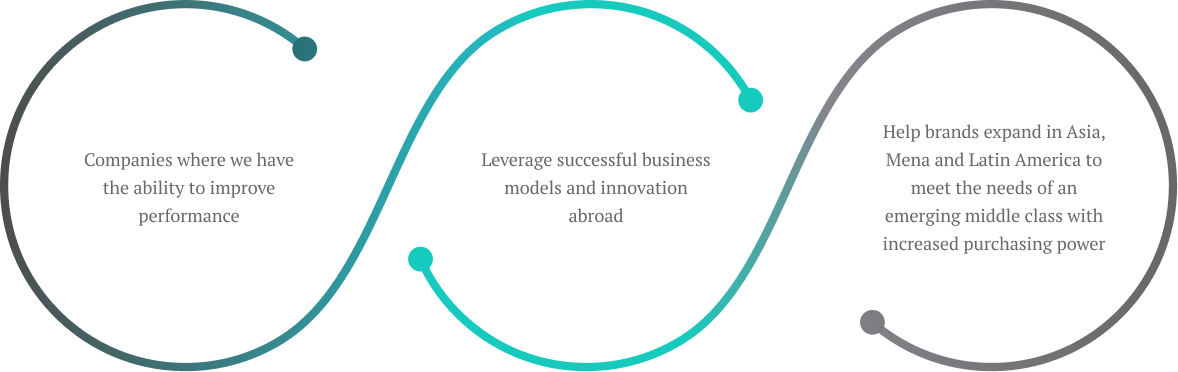 Companies where we have
the ability to improve
performance
Leverage successful business
models and innovation
abroad
Help brands expand in Asia,
Mena and Latin America to
meet the needs of an
emerging middle class with
increased purchasing power